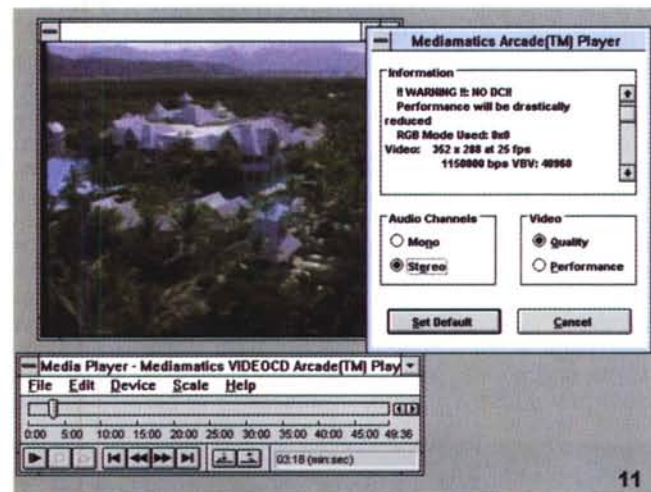 Mediamatics Arcade(TM) Player
Information
!! WARNING !!: NO DCI!
Performance will be drastically
reduced
RGB Mode Used: 8x0
Video: 352 x 288 at 25 fps
1150000 bps VBV: 40960
Audio Channels
Mono
Stereo
Video
Quality
Performance
Set Default
Cancel
Media Player - Mediamatics VIDEOCD Arcade(TM) Play
File Edit Device Scale Help
0:00 5:00 10:00 15:00 20:00 25:00 30:00 35:00 40:00 45:00 49:36
03:18 (min:sec)
11